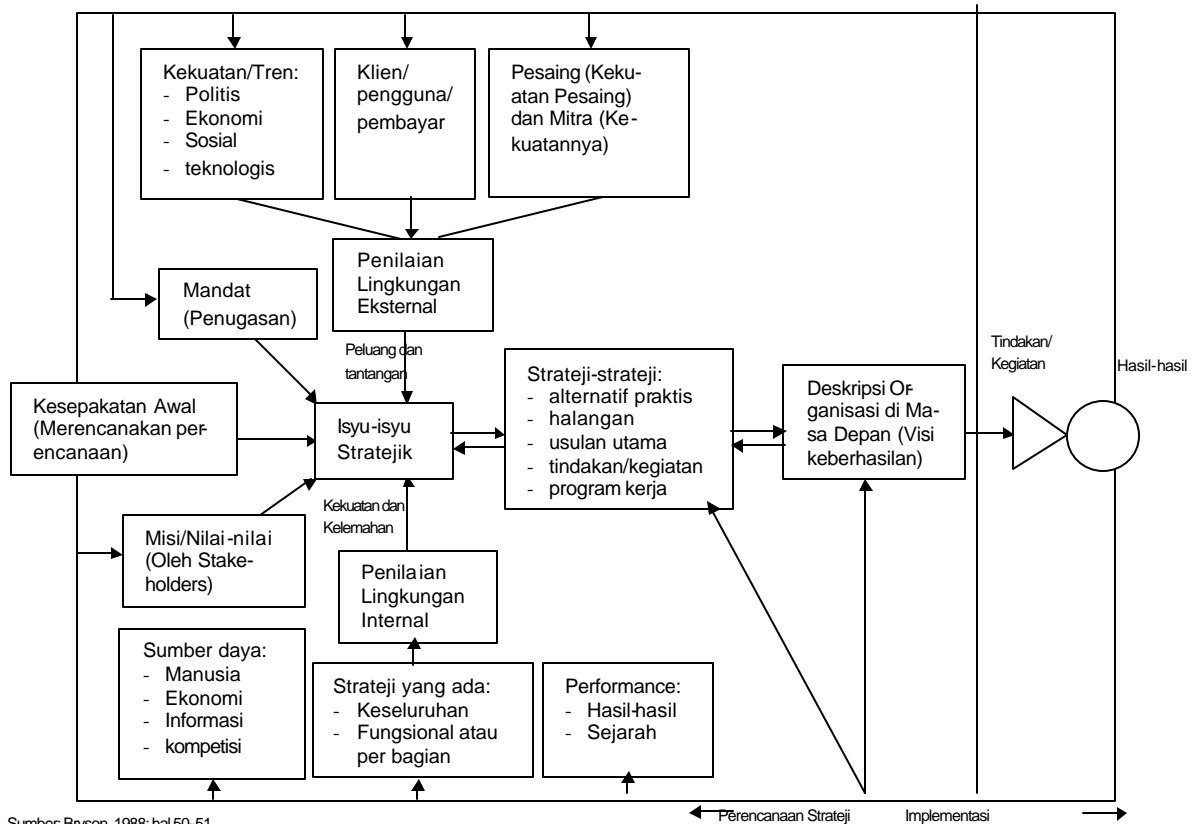 Kekuatan/Tren:
- Politis
- Ekonomi
- Sosial
- teknologis
Klien/
pengguna/
pembayar
Pesaing (Keku-
atan Pesaing)
dan Mitra (Ke-
kuatannya)
Penilaian
Lingkungan
Eksternal
Mandat
(Penugasan)
Peluang dan
tantangan
Kesepakatan Awal
(Merencanakan per-
encanaan)
Isyu-isyu
Stratejik
Strateji-strateji:
- alternatif praktis
- halangan
- usulan utama
- tindakan/kegiatan
- program kerja
Deskripsi Or-
ganisasi di Ma-
sa Depan (Visi
keberhasilan)
Tindakan/
Kegiatan
Hasil-hasil
Kekuatan dan
Kelemahan
Misi/Nilai-nilai
(Oleh Stake-
holders)
Penilaian
Lingkungan
Internal
Sumber daya:
- Manusia
- Ekonomi
- Informasi
- kompetisi
Strateji yang ada:
- Keseluruhan
- Fungsional atau
per bagian
Performance:
- Hasil-hasil
- Sejarah
Perencanaan Strateji
Implementasi
Sumber: Bryson, 1988: hal 50-51